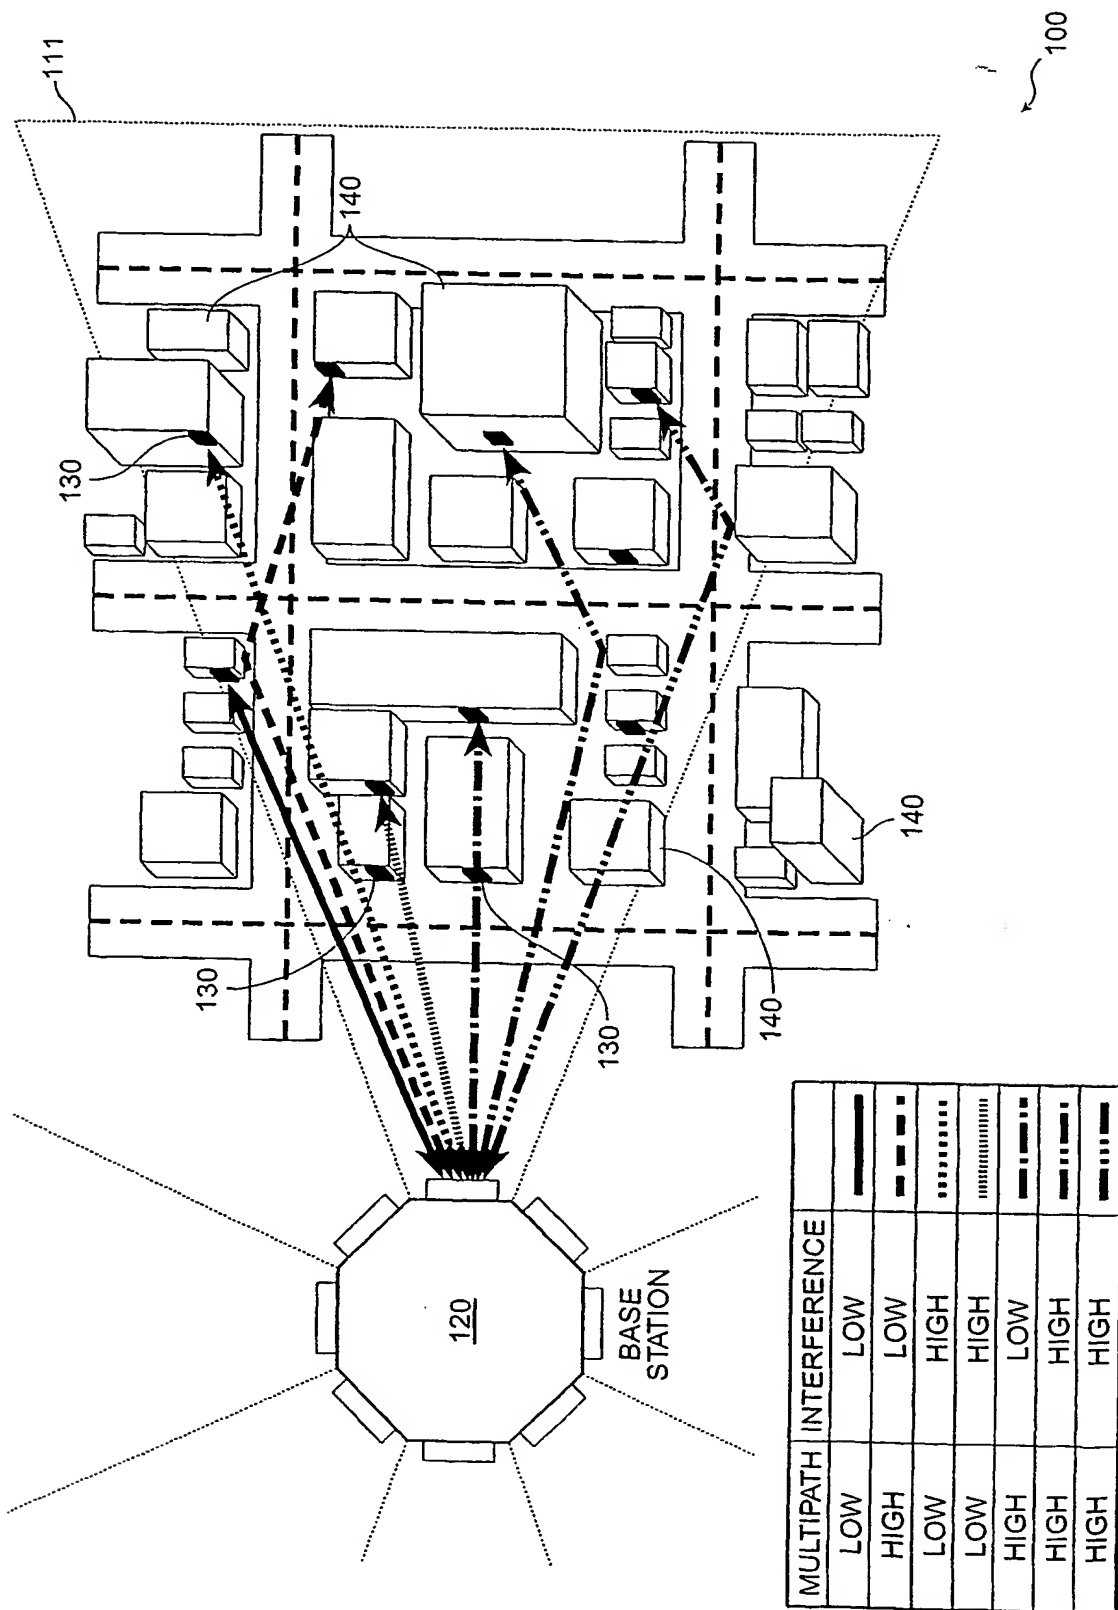 111
100
140
130
130
130
140
140
120
BASE
STATION
MULTIPATH INTERFERENCE
LOW LOW
HIGH LOW
LOW HIGH
LOW HIGH
HIGH LOW
HIGH HIGH
HIGH HIGH